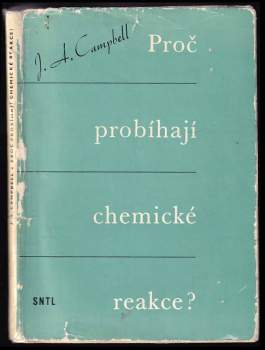 J. A. Campbell
Proč
probíhají
chemické
reakce?
SNTL